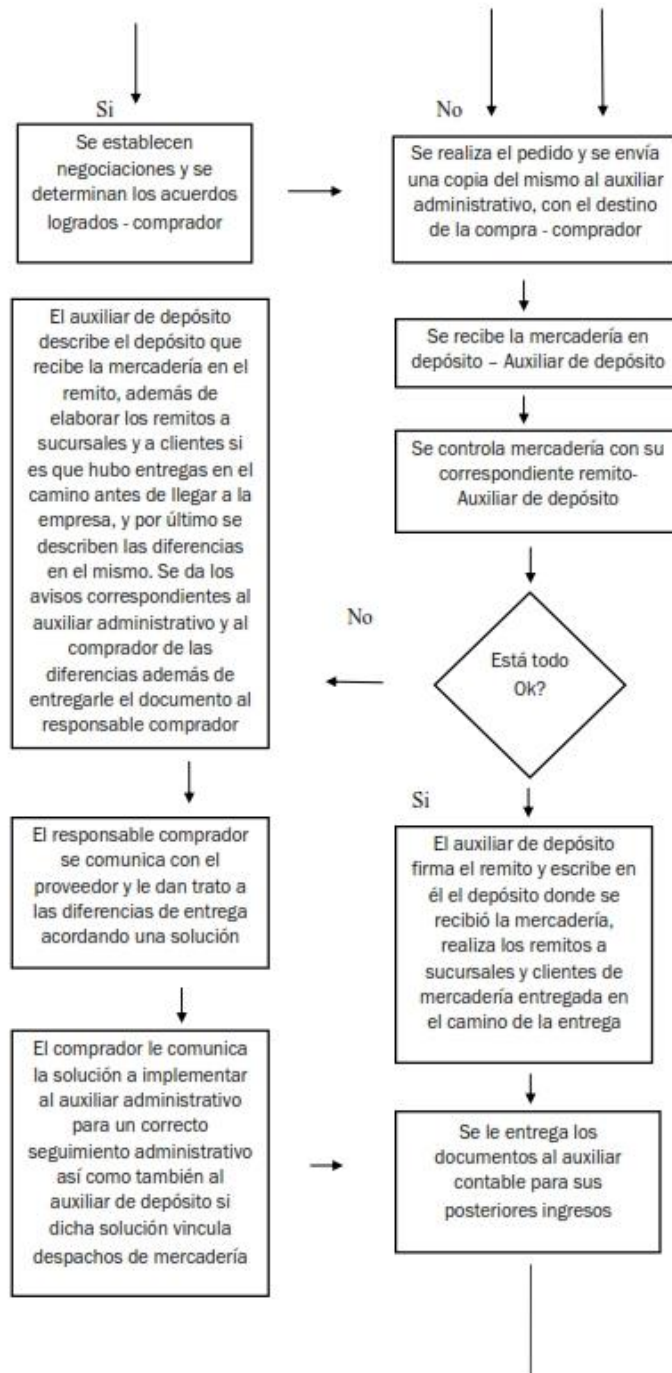 Si
Se establecen
negociaciones y se
determinan los acuerdos
logrados - comprador
No
Se realiza el pedido y se envía
una copia del mismo al auxiliar
administrativo, con el destino
de la compra - comprador
Se recibe la mercadería en
depósito – Auxiliar de depósito
Se controla mercadería con su
correspondiente remito-
Auxiliar de depósito
Está todo
Ok?
No
El auxiliar de depósito
describe el depósito que
recibe la mercadería en el
remito, además de
elaborar los remitos a
sucursales y a clientes si
es que hubo entregas en el
camino antes de llegar a la
empresa, y por último se
describen las diferencias
en el mismo. Se da los
avisos correspondientes al
auxiliar administrativo y al
comprador de las
diferencias además de
entregarle el documento al
responsable comprador
El responsable comprador
se comunica con el
proveedor y le dan trato a
las diferencias de entrega
acordando una solución
El comprador le comunica
la solución a implementar
al auxiliar administrativo
para un correcto
seguimiento administrativo
así como también al
auxiliar de depósito si
dicha solución vincula
despachos de mercadería
Si
El auxiliar de depósito
firma el remito y escribe en
él el depósito donde se
recibió la mercadería,
realiza los remitos a
sucursales y clientes de
mercadería entregada en
el camino de la entrega
Se le entrega los
documentos al auxiliar
contable para sus
posteriores ingresos